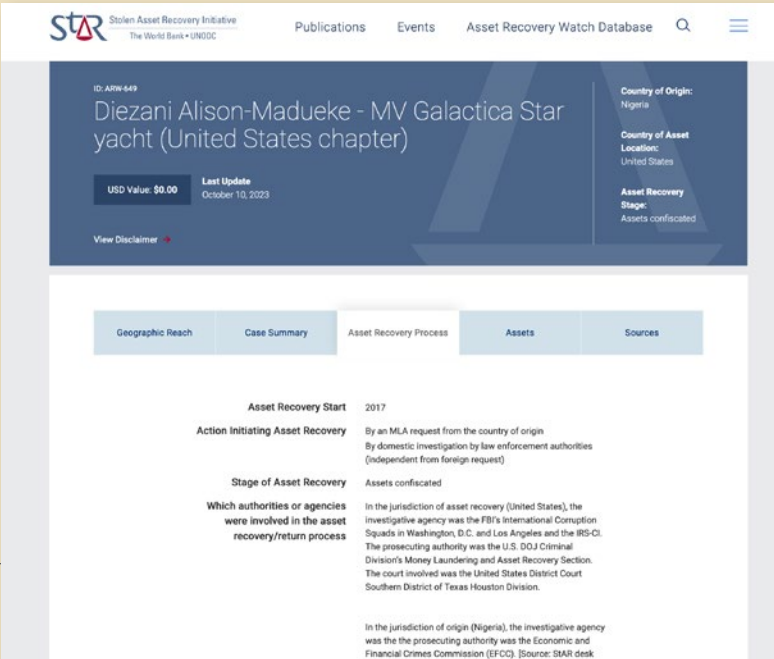 StAR Stolen Asset Recovery Initiative
The World Bank • UNODC
Publications Events Asset Recovery Watch Database
ID: ARW-649
Diezani Alison-Madueke - MV Galactica Star
yacht (United States chapter)
USD Value: $0.00
Last Update
October 10, 2023
View Disclaimer →
Country of Origin:
Nigeria
Country of Asset
Location:
United States
Asset Recovery
Stage:
Assets confiscated
Geographic Reach Case Summary Asset Recovery Process Assets Sources
Asset Recovery Start 2017
Action Initiating Asset Recovery By an MLA request from the country of origin
By domestic investigation by law enforcement authorities
(independent from foreign request)
Stage of Asset Recovery Assets confiscated
Which authorities or agencies
were involved in the asset
recovery/return process
In the jurisdiction of asset recovery (United States), the
investigative agency was the FBI's International Corruption
Squads in Washington, D.C. and Los Angeles and the IRS-CI.
The prosecuting authority was the U.S. DOJ Criminal
Division's Money Laundering and Asset Recovery Section.
The court involved was the United States District Court
Southern District of Texas Houston Division.
In the jurisdiction of origin (Nigeria), the investigative agency
was the the prosecuting authority was the Economic and
Financial Crimes Commission (EFCC). [Source: StAR desk